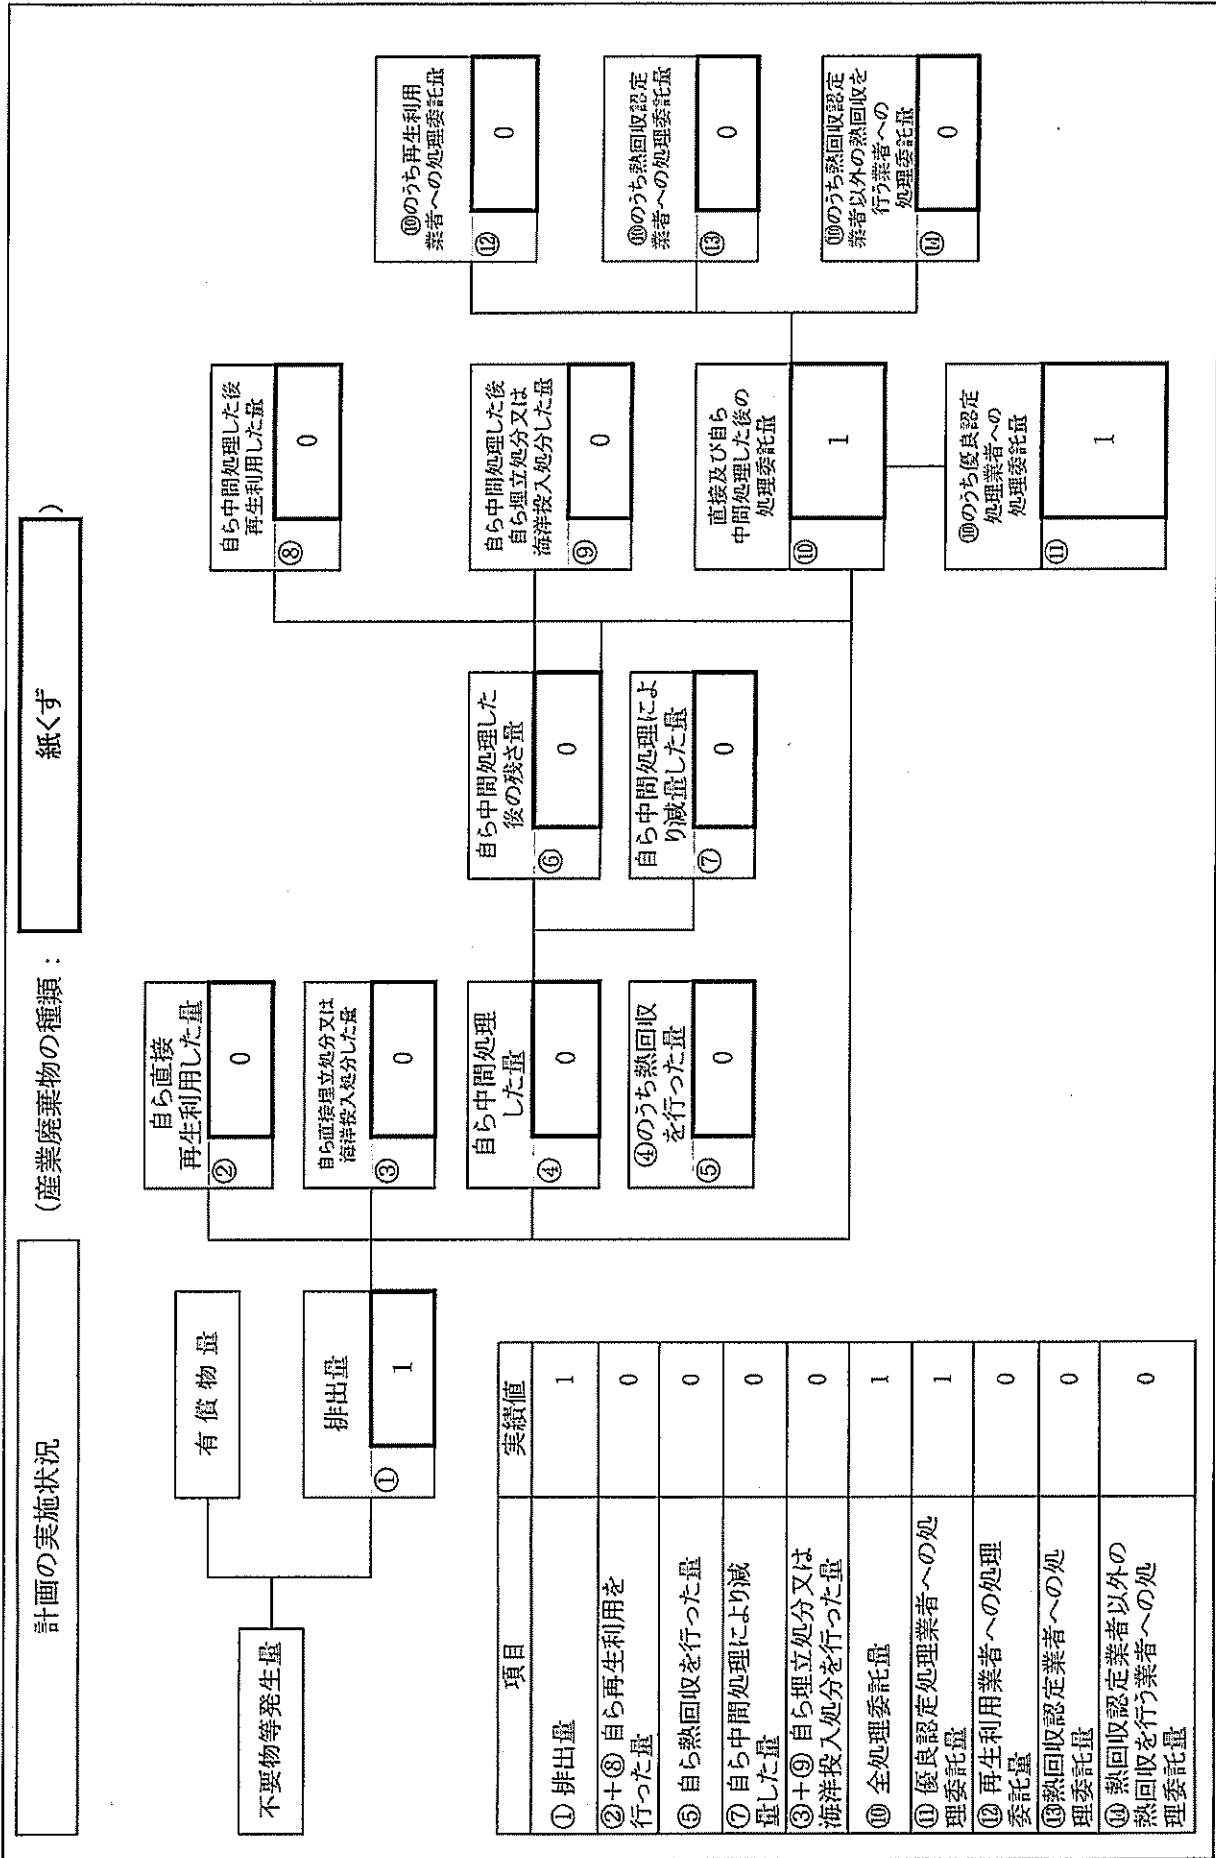 計画の実施状況
(産業廃棄物の種類:
紙くず
)
不要物等発生量
有償物量
排出量
①
1
自ら直接
再生利用した量
②
0
自ら直接埋立処分又は
海洋投入処分した量
③
0
自ら中間処理
した量
④
0
④のうち熱回収
を行った量
⑤
0
自ら中間処理した
後の残さ量
⑥
0
自ら中間処理によ
り減量した量
⑦
0
自ら中間処理した後
再生利用した量
⑧
0
自ら中間処理した後
自ら埋立処分又は
海洋投入処分した量
⑨
0
直接及び自ら
中間処理した後の
処理委託量
⑩
1
⑩のうち優良認定
処理業者への
処理委託量
⑪
1
⑩のうち再生利用
業者への処理委託量
⑫
0
⑩のうち熱回収認定
業者への処理委託量
⑬
0
⑩のうち熱回収認定
業者以外の熱回収を
行う業者への
処理委託量
⑭
0
項目 実績値
① 排出量 1
②+⑧ 自ら再生利用を
行った量 0
⑤ 自ら熱回収を行った量 0
⑦ 自ら中間処理により減
量した量 0
③+⑨ 自ら埋立処分又は
海洋投入処分を行った量 0
⑩ 全処理委託量 1
⑪ 優良認定処理業者への処
理委託量 1
⑫ 再生利用業者への処理
委託量 0
⑬熱回収認定業者への処
理委託量 0
⑭ 熱回収認定業者以外の
熱回収を行う業者への処
理委託量 0